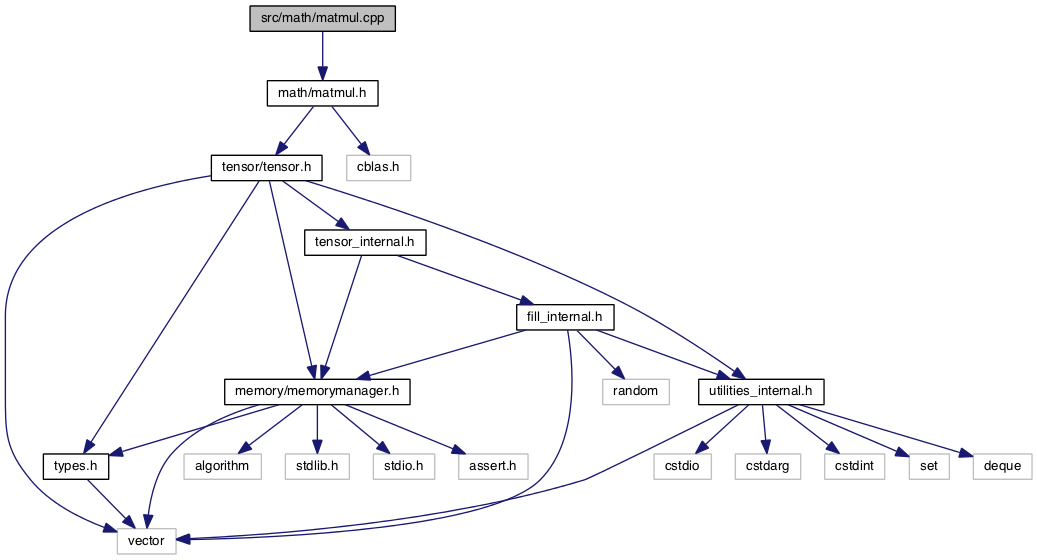 src/math/matmul.cpp
math/matmul.h
tensor/tensor.h
cblas.h
tensor_internal.h
fill_internal.h
memory/memorymanager.h
random
utilities_internal.h
types.h
algorithm
stdlib.h
stdio.h
assert.h
cstdio
cstdarg
cstdint
set
deque
vector